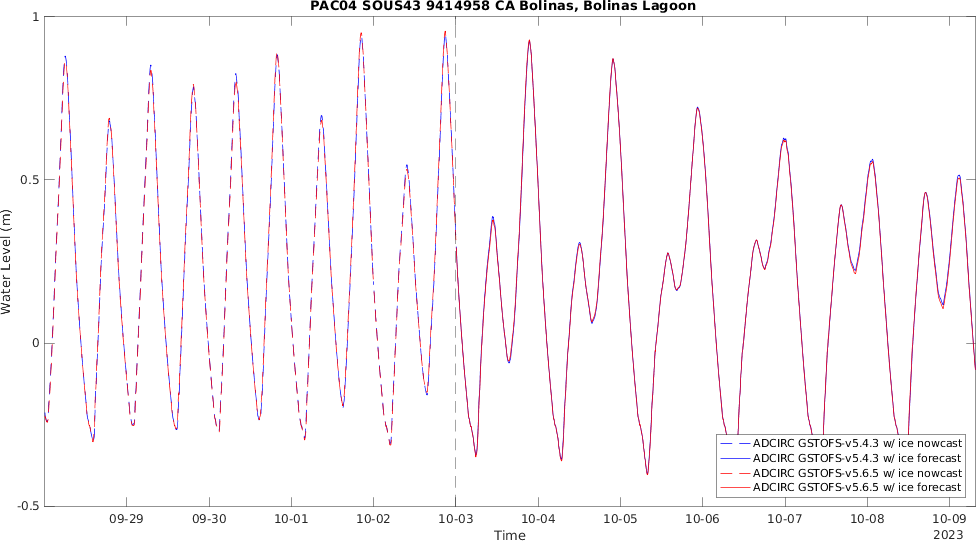 PAC04 SOUS43 9414958 CA Bolinas, Bolinas Lagoon
1
0.5
0
-0.5
Water Level (m)
ADCIRC GSTOFS-v5.4.3 w/ ice nowcast
ADCIRC GSTOFS-v5.4.3 w/ ice forecast
ADCIRC GSTOFS-v5.6.5 w/ ice nowcast
ADCIRC GSTOFS-v5.6.5 w/ ice forecast
09-29 09-30 10-01 10-02 10-03 10-04 10-05 10-06 10-07 10-08 10-09
2023
Time